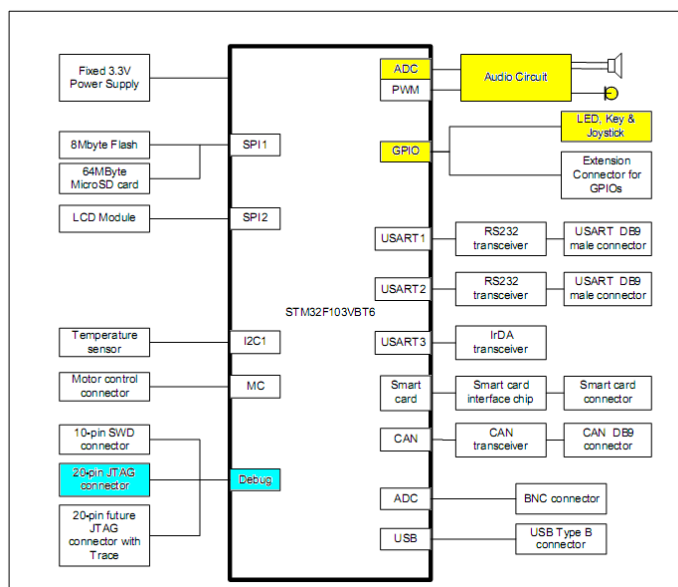 Fixed 3.3V
Power Supply
8Mbyte Flash
64MByte
MicroSD card
LCD Module
Temperature
sensor
Motor control
connector
10-pin SWD
connector
20-pin JTAG
connector
20-pin future
JTAG
connector with
Trace
SPI1
SPI2
I2C1
MC
Debug
STM32F103VBT6
ADC
PWM
GPIO
USART1
USART2
USART3
Smart
card
CAN
ADC
USB
Audio Circuit
LED, Key &
Joystick
Extension
Connector for
GPIOs
RS232
transceiver
USART DB9
male connector
RS232
transceiver
USART DB9
male connector
IrDA
transceiver
Smart card
interface chip
Smart card
connector
CAN
transceiver
CAN DB9
connector
BNC connector
USB Type B
connector